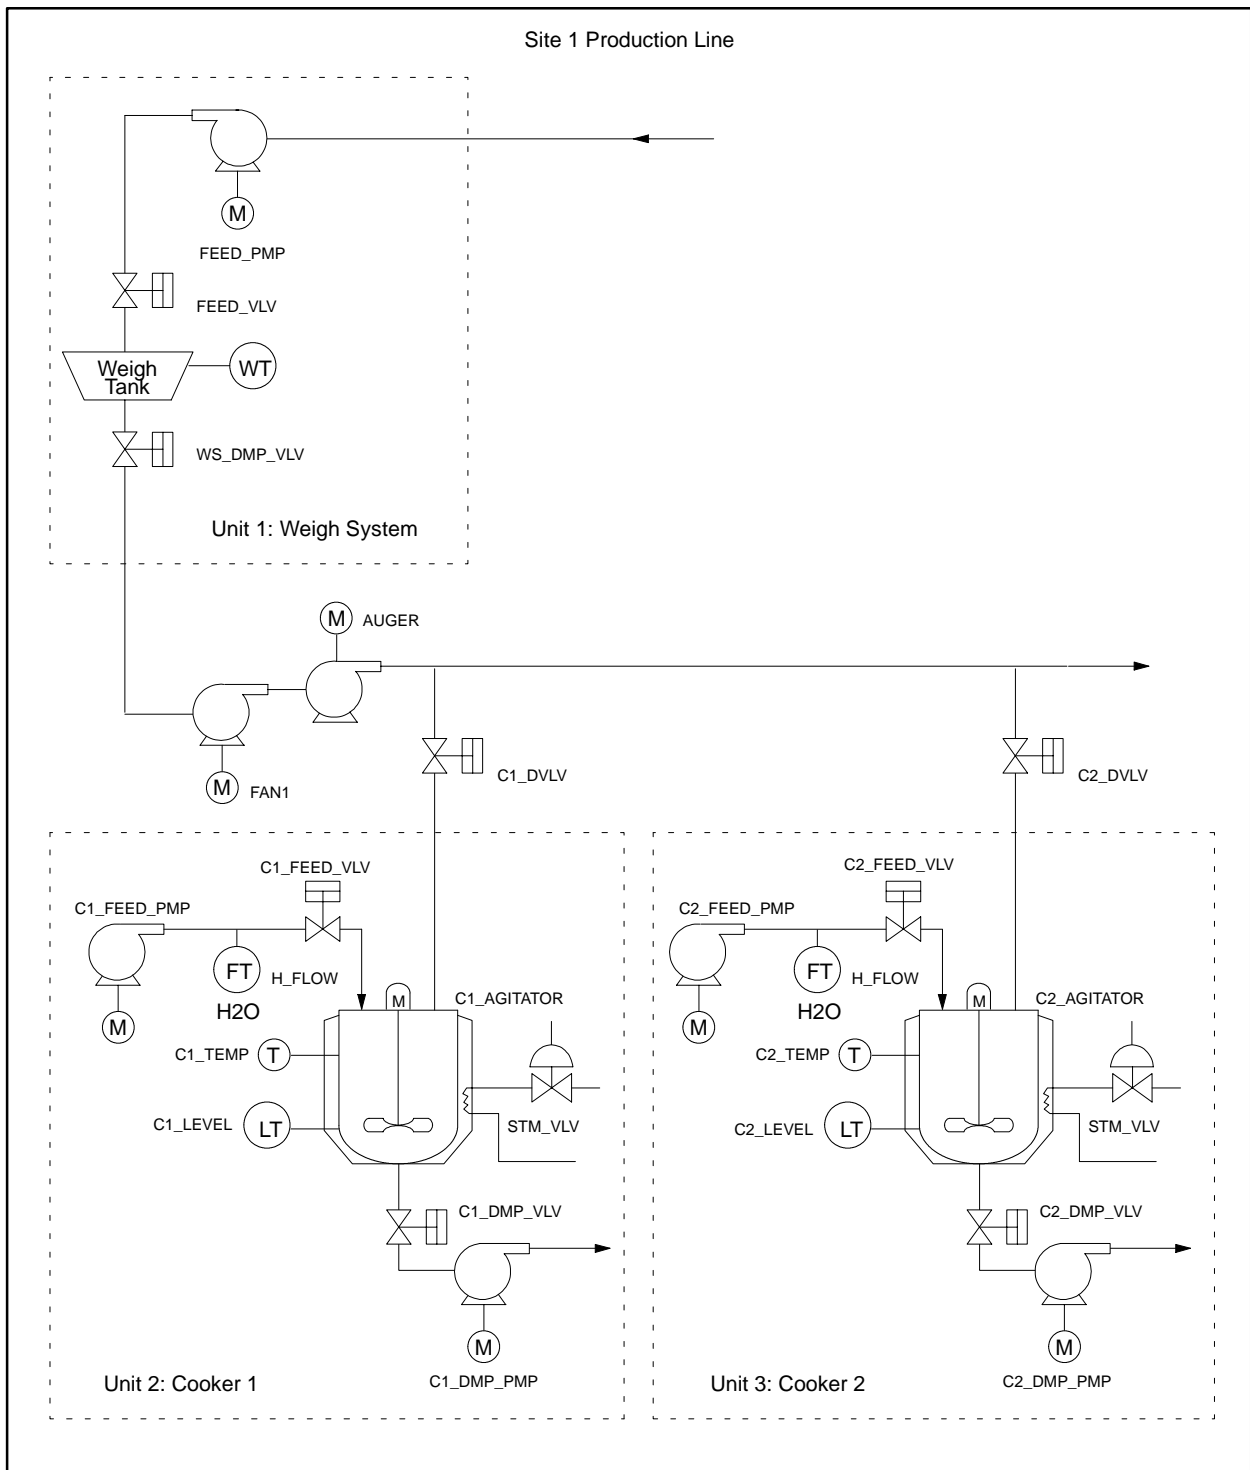 Site 1 Production Line
M
FEED_PMP
FEED_VLV
Weigh
Tank
WT
WS_DMP_VLV
Unit 1: Weigh System
M
AUGER
M
FAN1
C1_DVLV
C2_DVLV
C1_FEED_VLV
C1_FEED_PMP
FT
H_FLOW
H2O
M
M
C1_AGITATOR
C1_TEMP
T
C1_LEVEL
LT
STM_VLV
C1_DMP_VLV
M
C1_DMP_PMP
Unit 2: Cooker 1
C2_FEED_VLV
C2_FEED_PMP
FT
H_FLOW
H2O
M
M
C2_AGITATOR
C2_TEMP
T
C2_LEVEL
LT
STM_VLV
C2_DMP_VLV
M
C2_DMP_PMP
Unit 3: Cooker 2